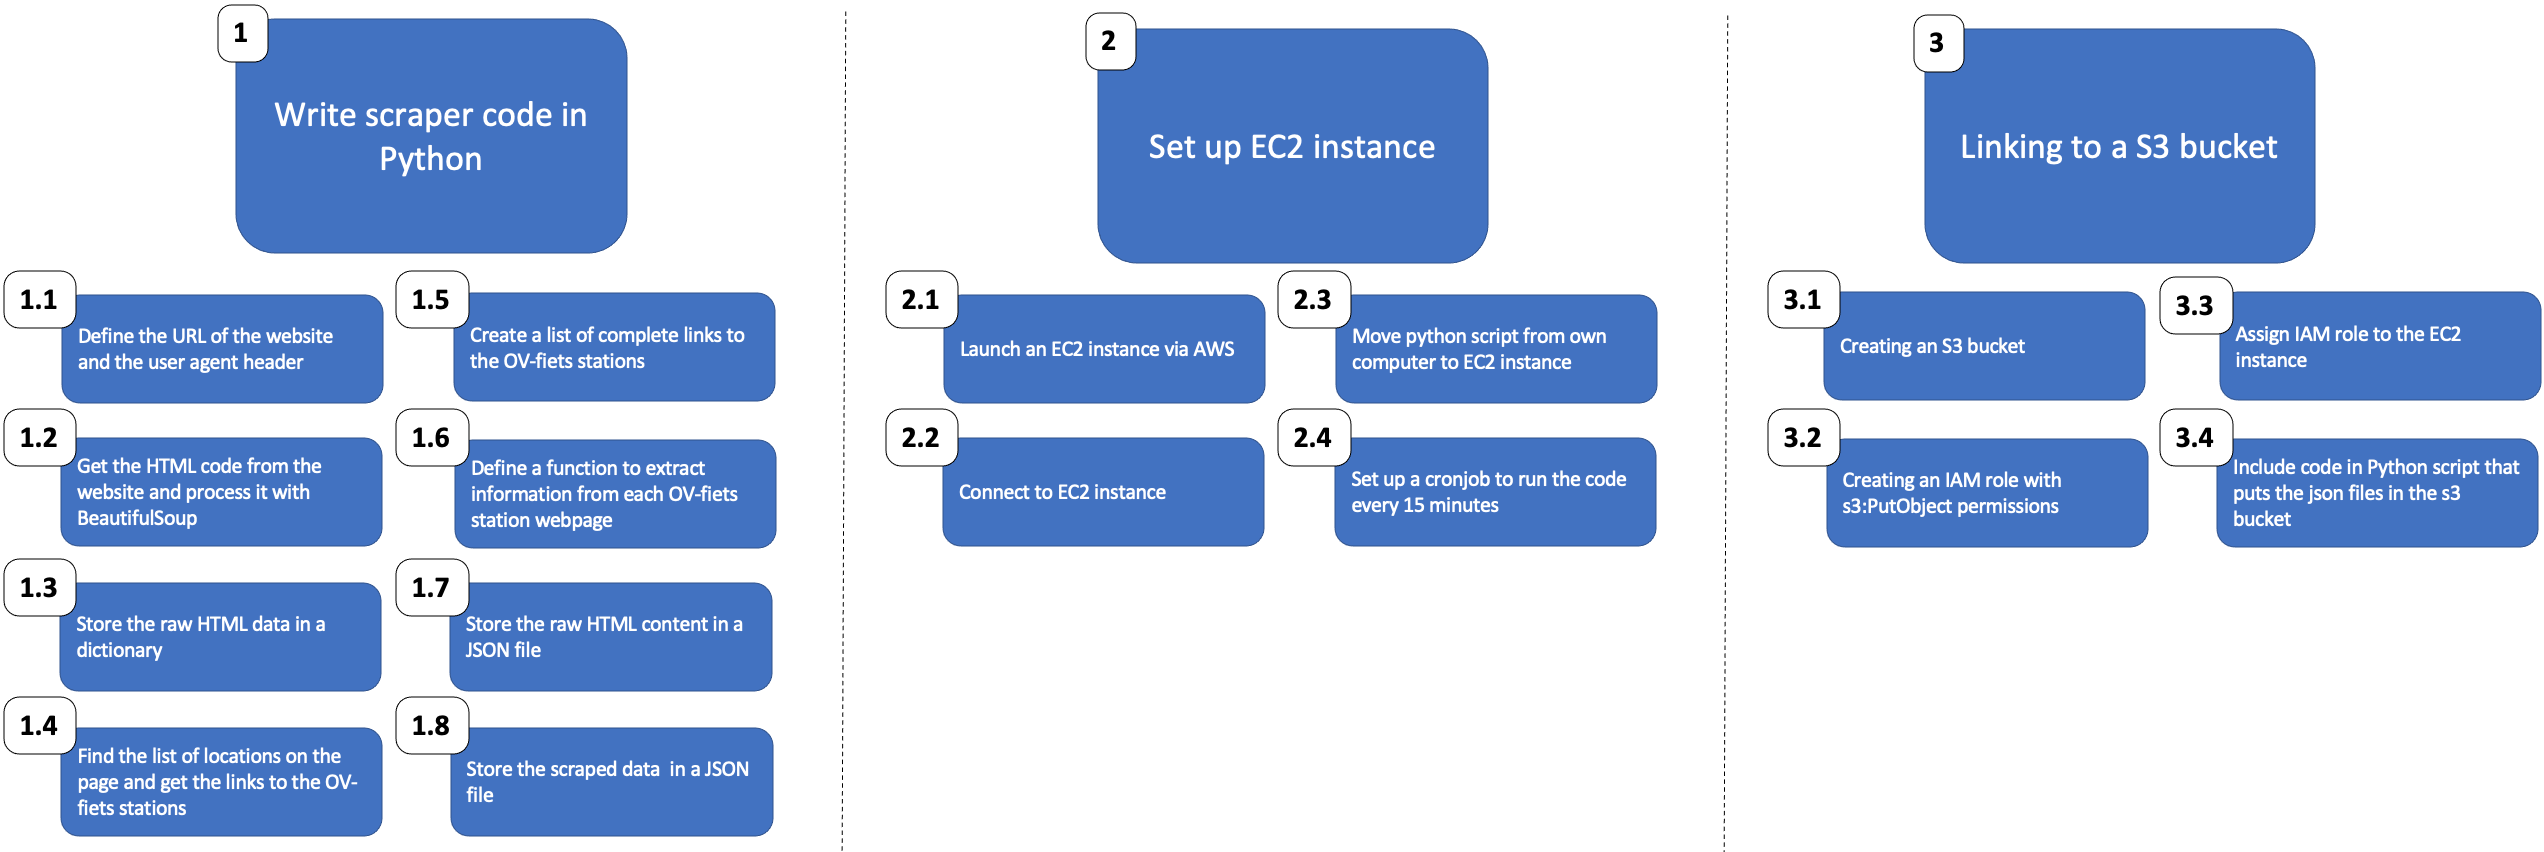 1
Write scraper code in
Python
1.1
Define the URL of the website
and the user agent header
1.2
Get the HTML code from the
website and process it with
BeautifulSoup
1.3
Store the raw HTML data in a
dictionary
1.4
Find the list of locations on the
page and get the links to the OV-
fiets stations
1.5
Create a list of complete links to
the OV-fiets stations
1.6
Define a function to extract
information from each OV-fiets
station webpage
1.7
Store the raw HTML content in a
JSON file
1.8
Store the scraped data  in a JSON
file
2
Set up EC2 instance
2.1
Launch an EC2 instance via AWS
2.2
Connect to EC2 instance
2.3
Move python script from own
computer to EC2 instance
2.4
Set up a cronjob to run the code
every 15 minutes
3
Linking to a S3 bucket
3.1
Creating an S3 bucket
3.2
Creating an IAM role with
s3:PutObject permissions
3.3
Assign IAM role to the EC2
instance
3.4
Include code in Python script that
puts the json files in the s3
bucket